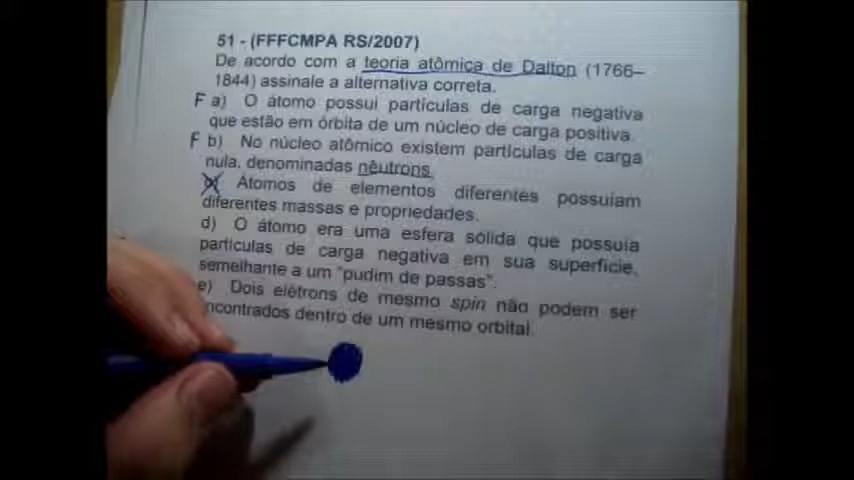 51 - (FFFCMPA RS/2007)
De acordo com a teoria atômica de Dalton (1766–
1844) assinale a alternativa correta.
F a) O átomo possui partículas de carga negativa
que estão em órbita de um núcleo de carga positiva.
F b) No núcleo atômico existem partículas de carga
nula, denominadas nêutrons.
Átomos de elementos diferentes possuíam
diferentes massas e propriedades.
d) O átomo era uma esfera sólida que possuía
partículas de carga negativa em sua superfície,
semelhante a um "pudim de passas".
e) Dois elétrons de mesmo spin não podem ser
encontrados dentro de um mesmo orbital.